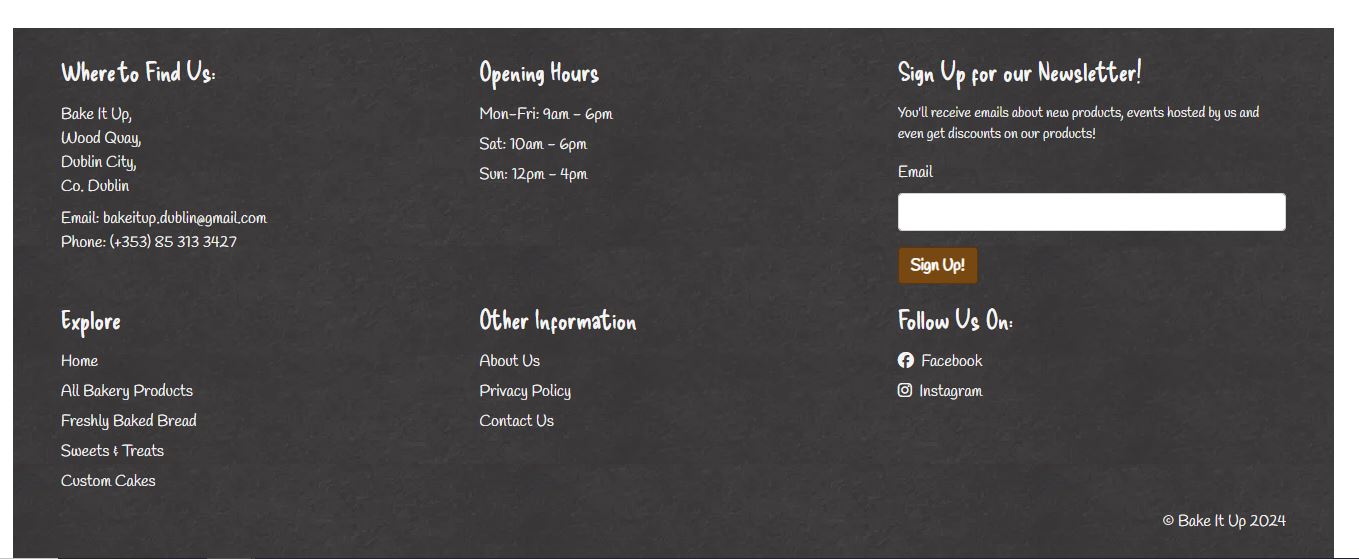 Where to Find Us:
Bake It Up,
Wood Quay,
Dublin City,
Co. Dublin
Email: bakeitup.dublin@gmail.com
Phone: (+353) 85 313 3427
Opening Hours
Mon-Fri: 9am - 6pm
Sat: 10am - 6pm
Sun: 12pm - 4pm
Sign Up for our Newsletter!
You'll receive emails about new products, events hosted by us and
even get discounts on our products!
Email
Sign Up!
Explore
Home
All Bakery Products
Freshly Baked Bread
Sweets & Treats
Custom Cakes
Other Information
About Us
Privacy Policy
Contact Us
Follow Us On:
Facebook
Instagram
© Bake It Up 2024